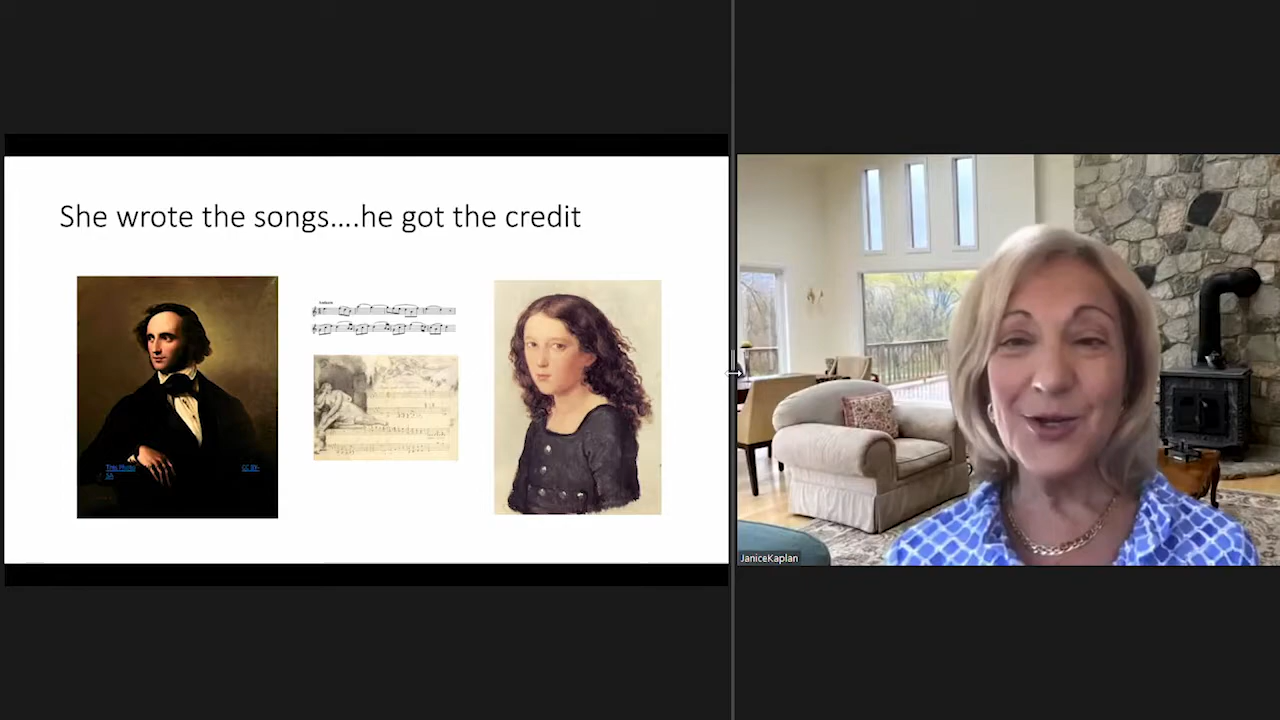 She wrote the songs....he got the credit
This Photo
CC BY-
SA
JaniceKaplan